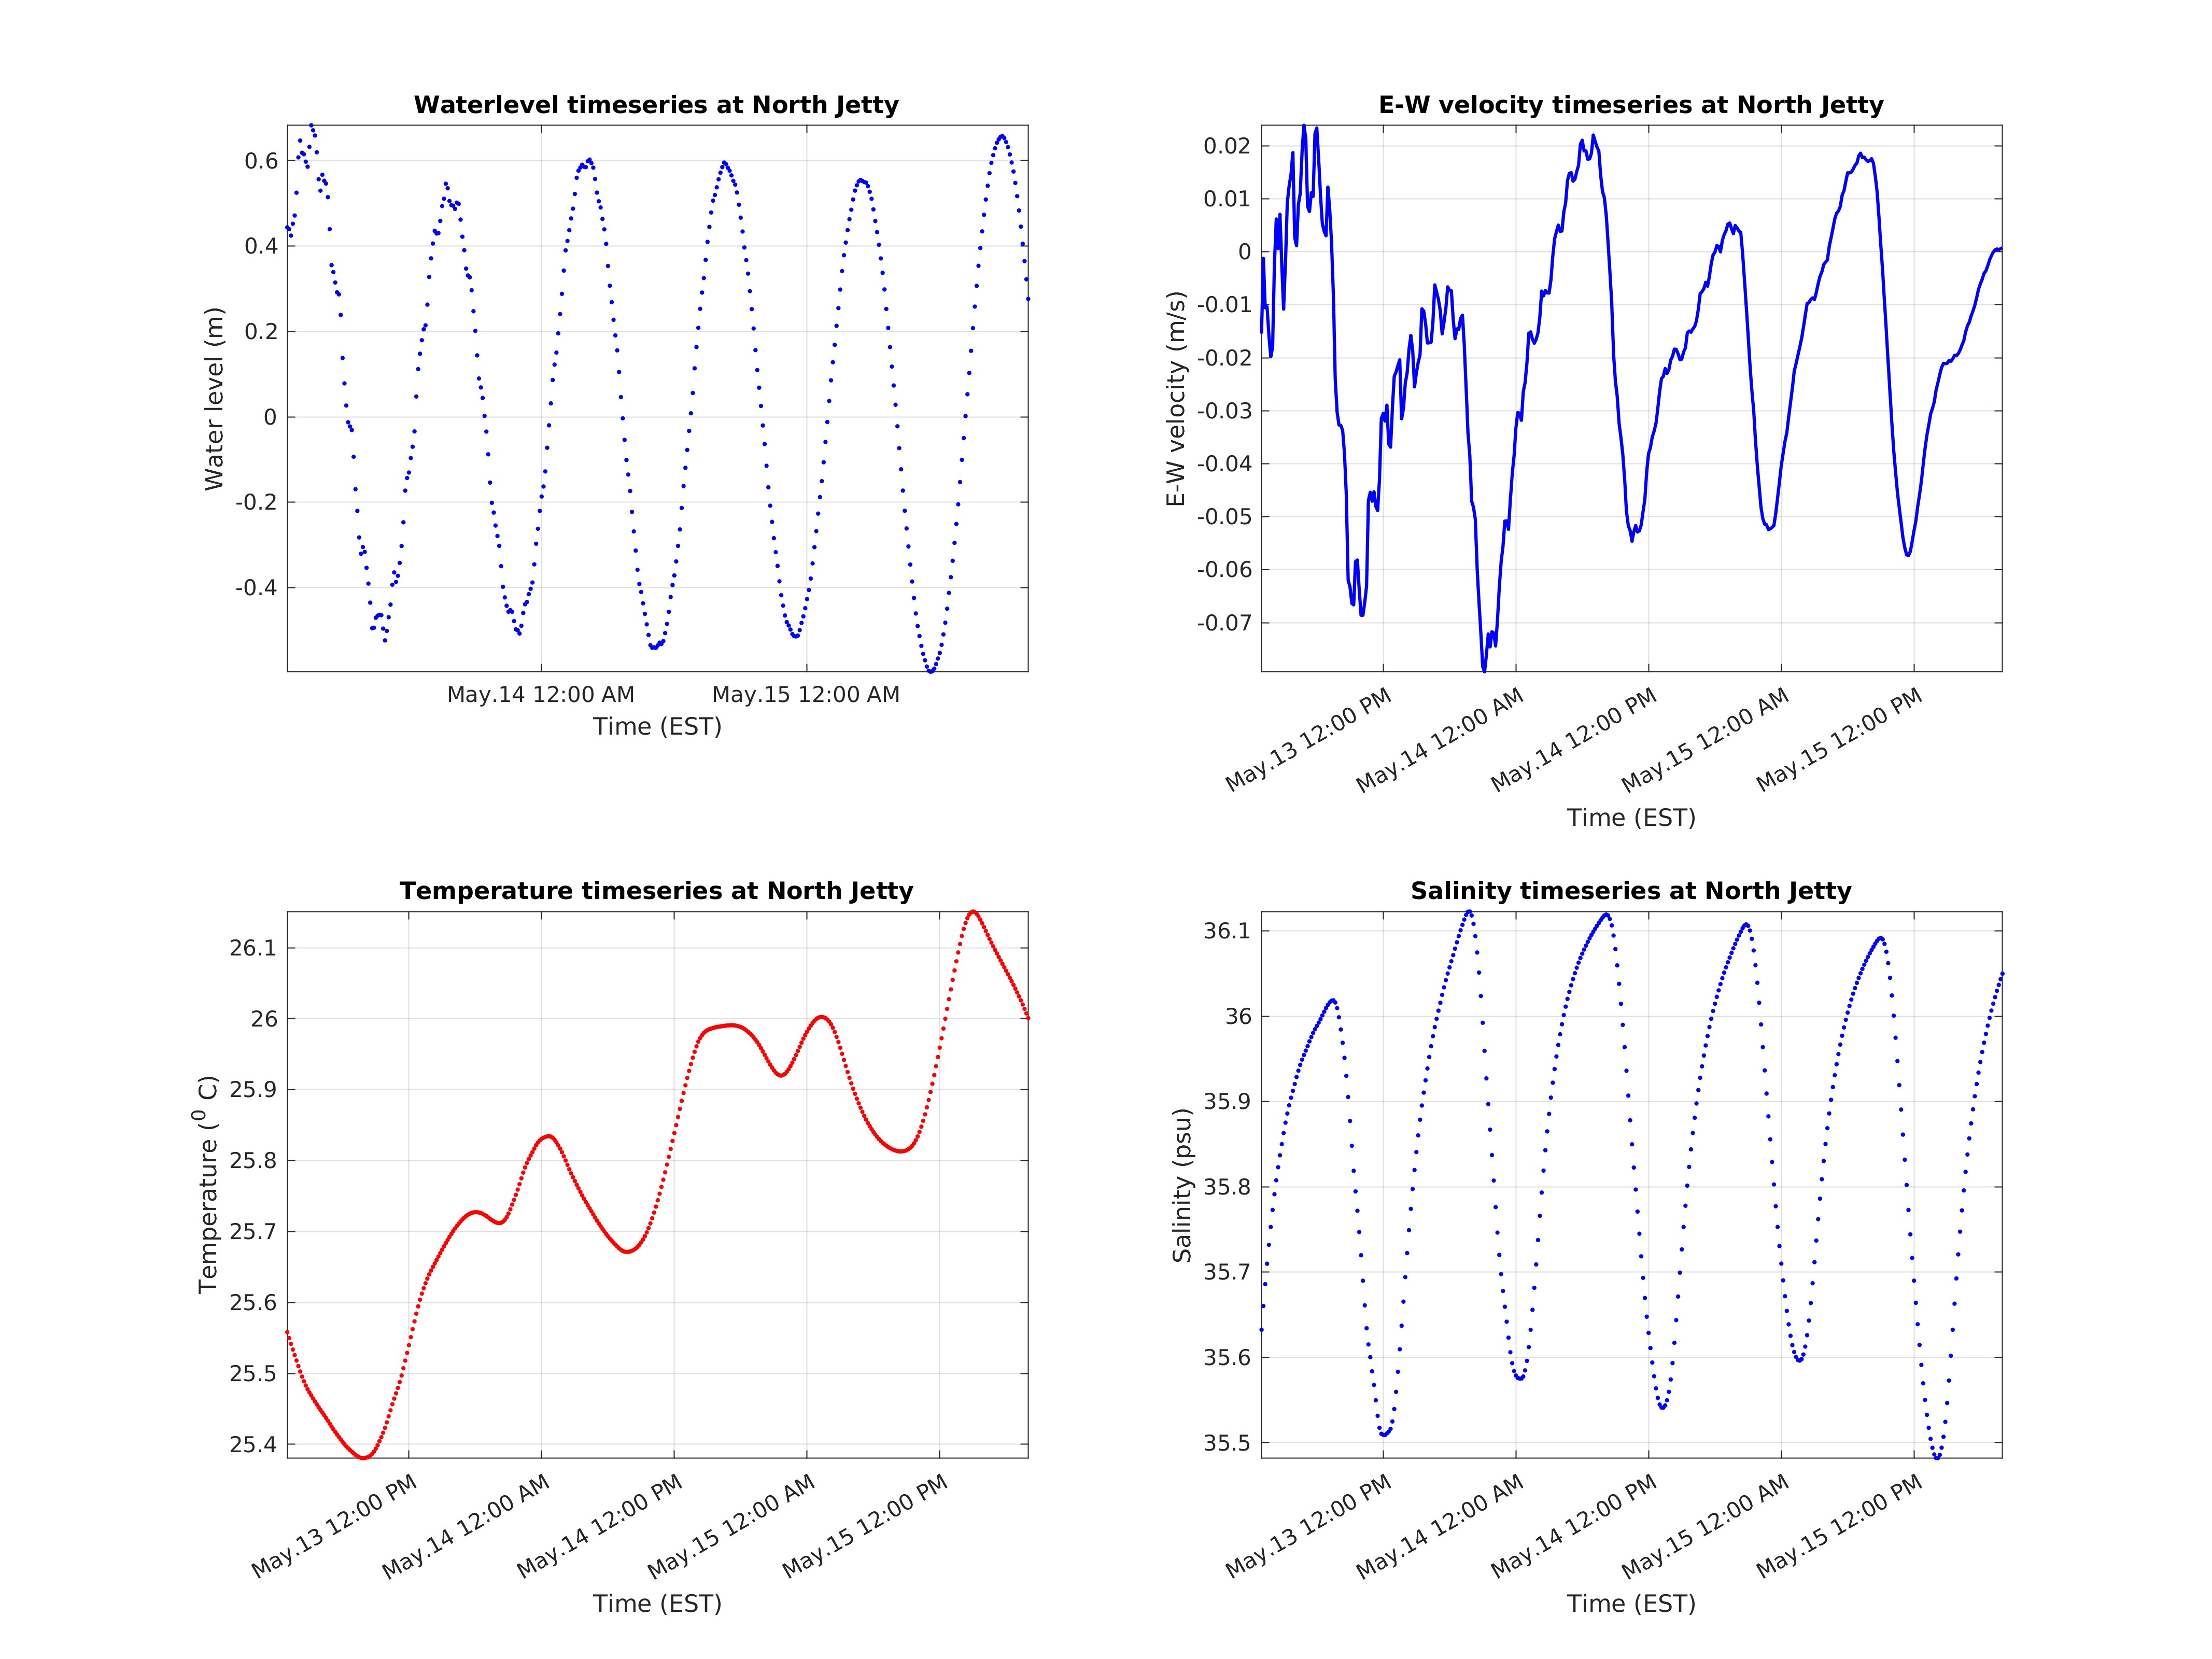 Waterlevel timeseries at North Jetty
0.6
0.4
0.2
0
-0.2
-0.4
Water level (m)
May.14 12:00 AM
May.15 12:00 AM
Time (EST)
E-W velocity timeseries at North Jetty
0.02
0.01
0
-0.01
-0.02
-0.03
-0.04
-0.05
-0.06
-0.07
E-W velocity (m/s)
May.13 12:00 PM
May.14 12:00 AM
May.14 12:00 PM
May.15 12:00 AM
May.15 12:00 PM
Time (EST)
Temperature timeseries at North Jetty
26.1
26
25.9
25.8
25.7
25.6
25.5
25.4
Temperature (⁰ C)
May.13 12:00 PM
May.14 12:00 AM
May.14 12:00 PM
May.15 12:00 AM
May.15 12:00 PM
Time (EST)
Salinity timeseries at North Jetty
36.1
36
35.9
35.8
35.7
35.6
35.5
Salinity (psu)
May.13 12:00 PM
May.14 12:00 AM
May.14 12:00 PM
May.15 12:00 AM
May.15 12:00 PM
Time (EST)